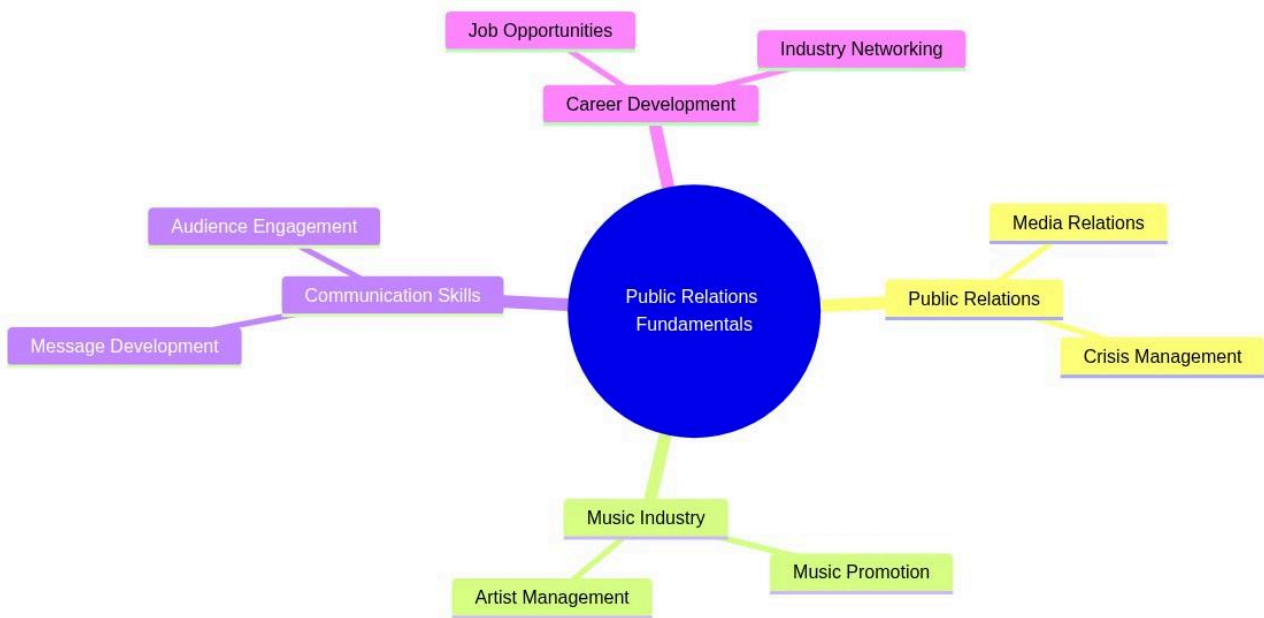 Job Opportunities
Industry Networking
Career Development
Audience Engagement
Media Relations
Communication Skills
Public Relations
Fundamentals
Public Relations
Message Development
Crisis Management
Music Industry
Music Promotion
Artist Management